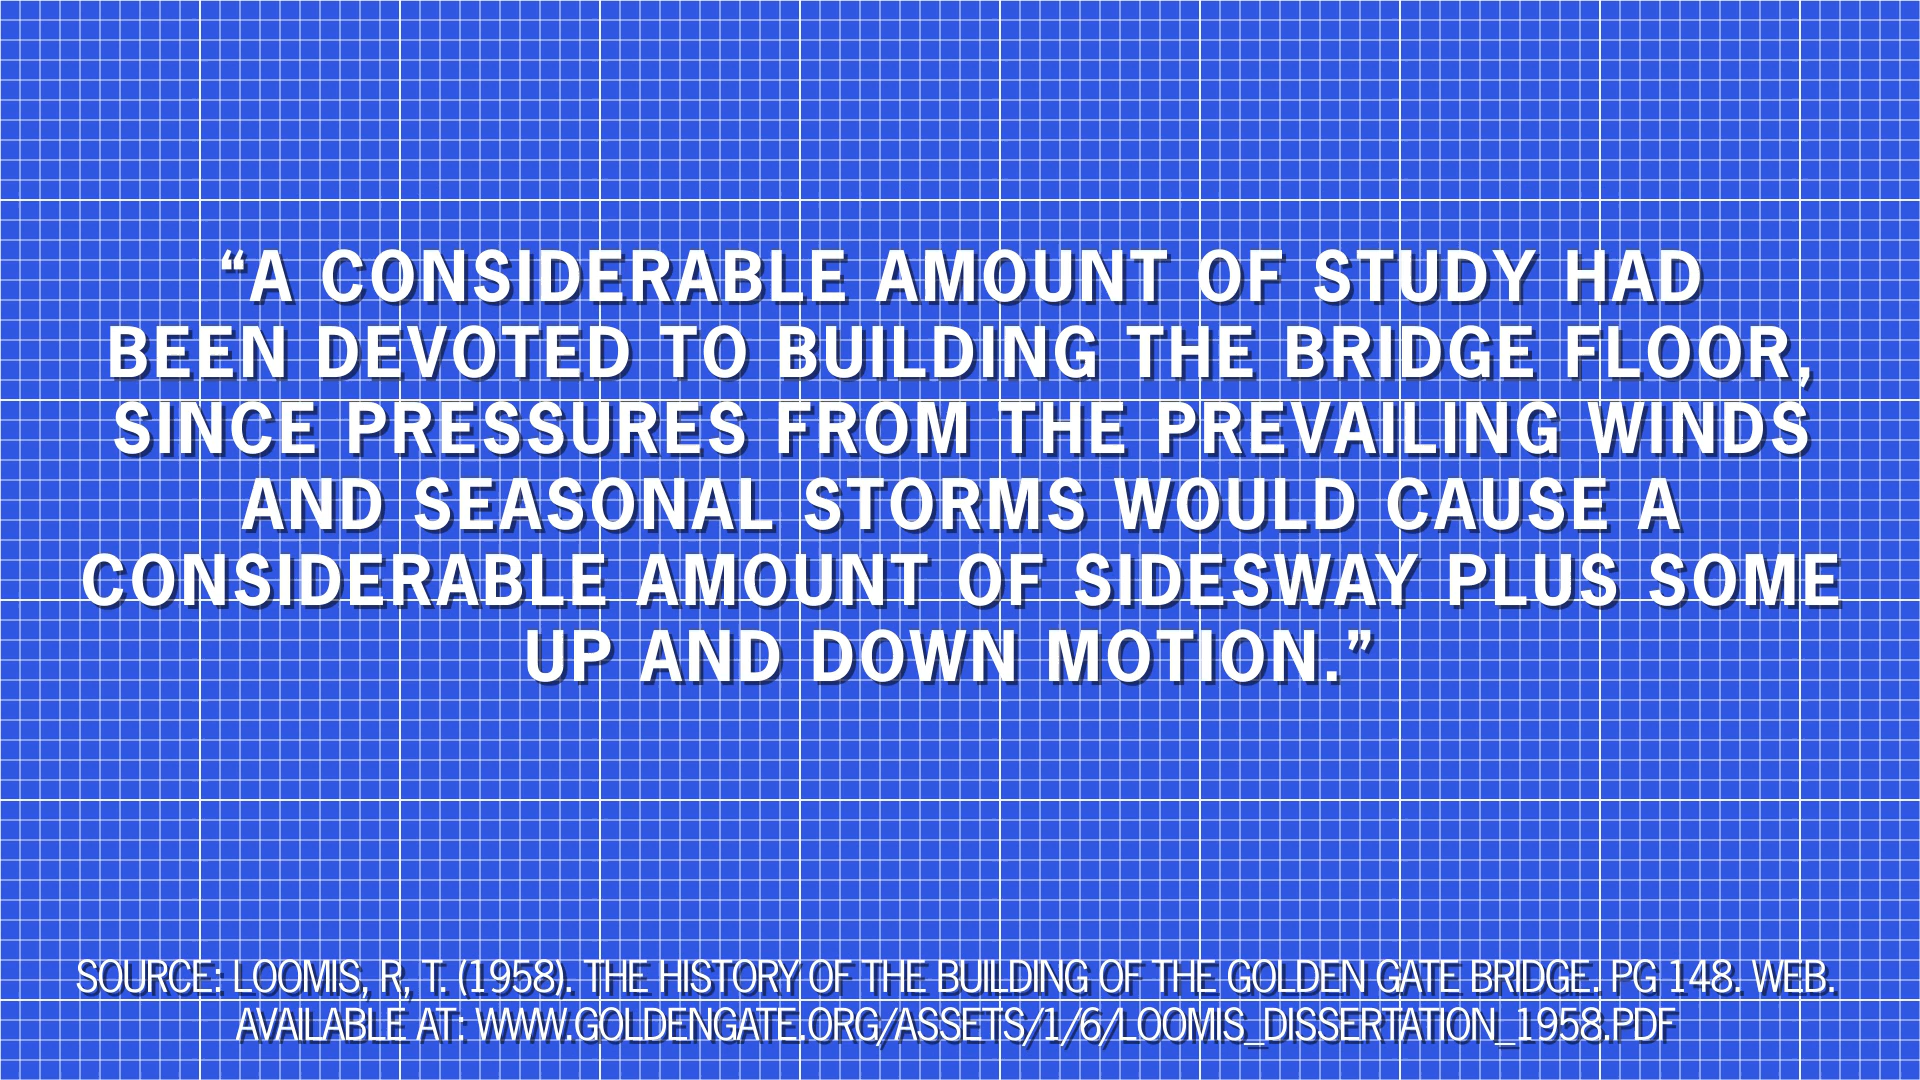 “A CONSIDERABLE AMOUNT OF STUDY HAD
BEEN DEVOTED TO BUILDING THE BRIDGE FLOOR,
SINCE PRESSURES FROM THE PREVAILING WINDS
AND SEASONAL STORMS WOULD CAUSE A
CONSIDERABLE AMOUNT OF SIDESWAY PLUS SOME
UP AND DOWN MOTION.”
SOURCE: LOOMIS, R, T. (1958). THE HISTORY OF THE BUILDING OF THE GOLDEN GATE BRIDGE. PG 148. WEB.
AVAILABLE AT: WWW.GOLDENGATE.ORG/ASSETS/1/6/LOOMIS_DISSERTATION_1958.PDF